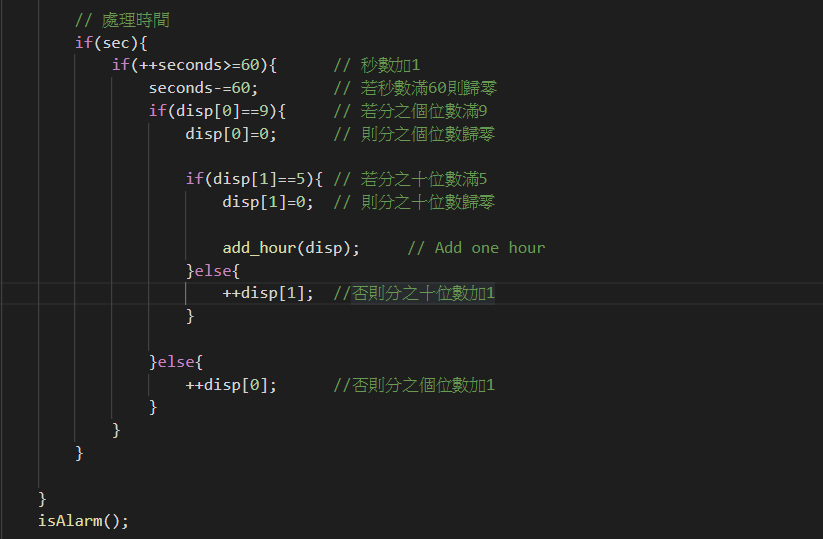 // 處理時間
if(sec){
if(++seconds>=60){ // 秒數加1
seconds-=60; // 若秒數滿60則歸零
if(disp[0]==9){ // 若分之個位數滿9
disp[0]=0; // 則分之個位數歸零
if(disp[1]==5){ // 若分之十位數滿5
disp[1]=0; // 則分之十位數歸零
add_hour(disp); // Add one hour
}else{
++disp[1]; //否則分之十位數加1
}
}else{
++disp[0]; //否則分之個位數加1
}
}
}
}
isAlarm();